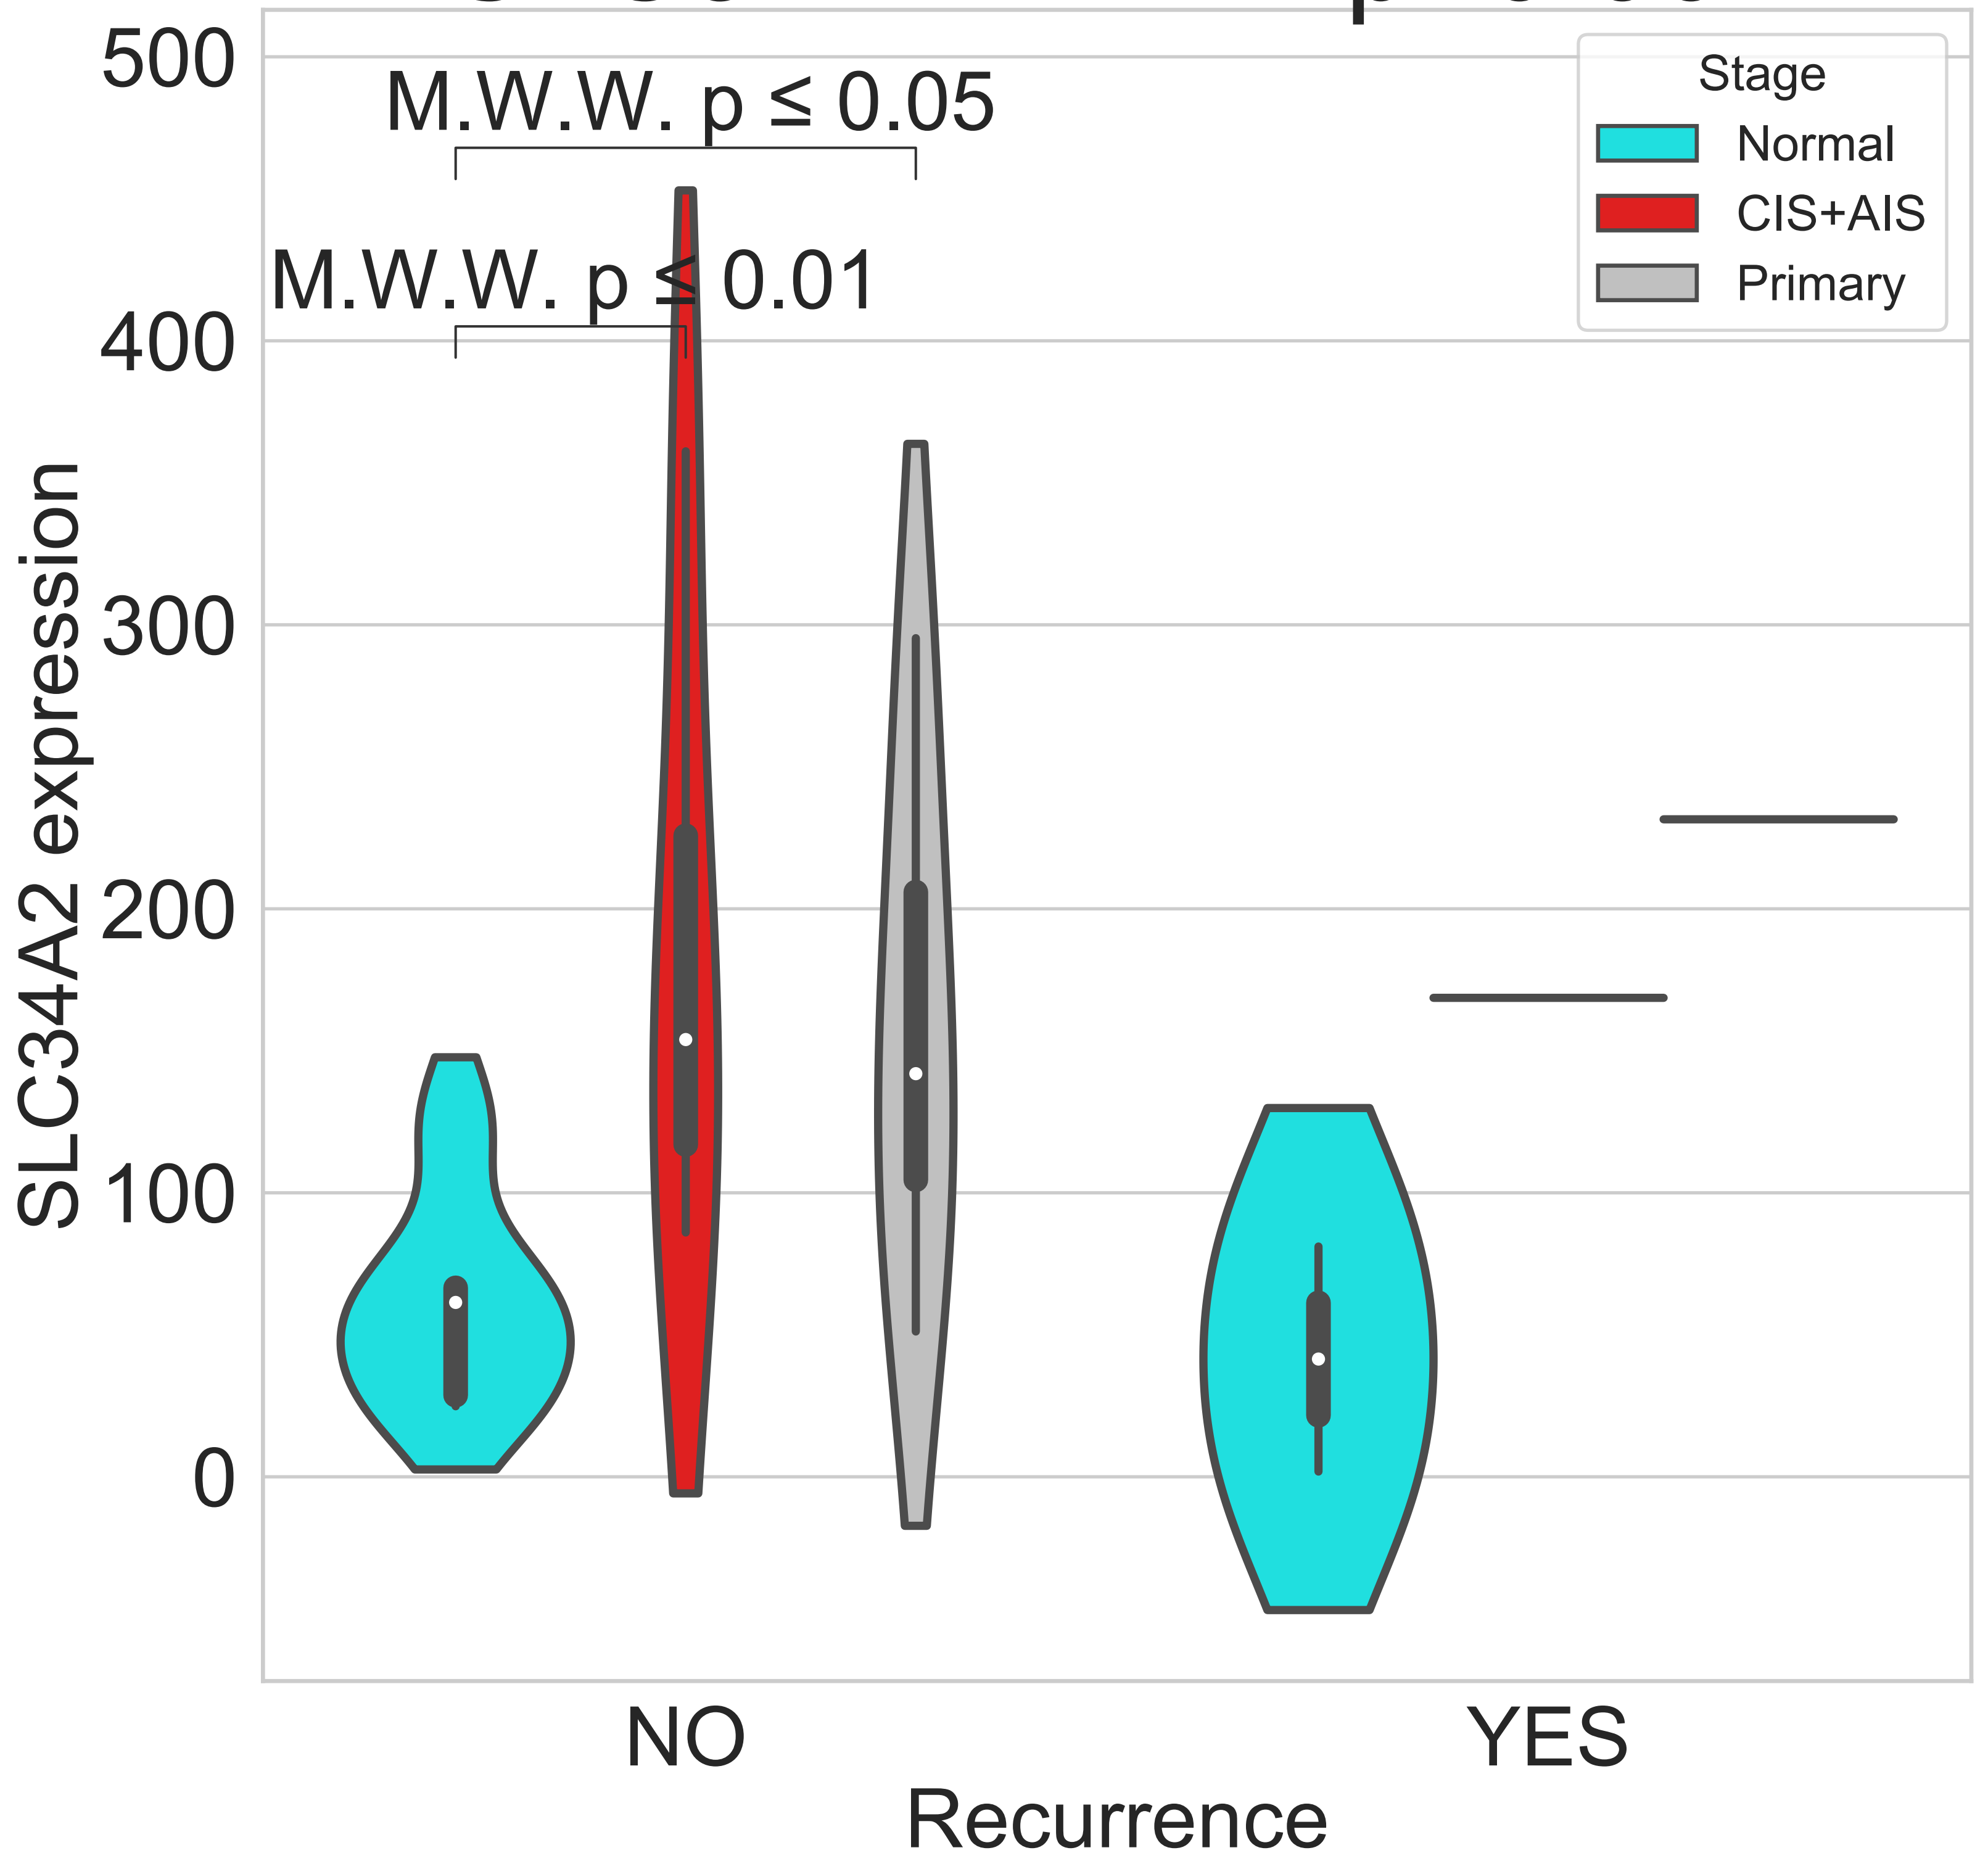 500
400
300
200
100
0
SLC34A2 expression
M.W.W. p ≤ 0.05
M.W.W. p ≤ 0.01
Stage
Normal
CIS+AIS
Primary
NO
YES
Recurrence